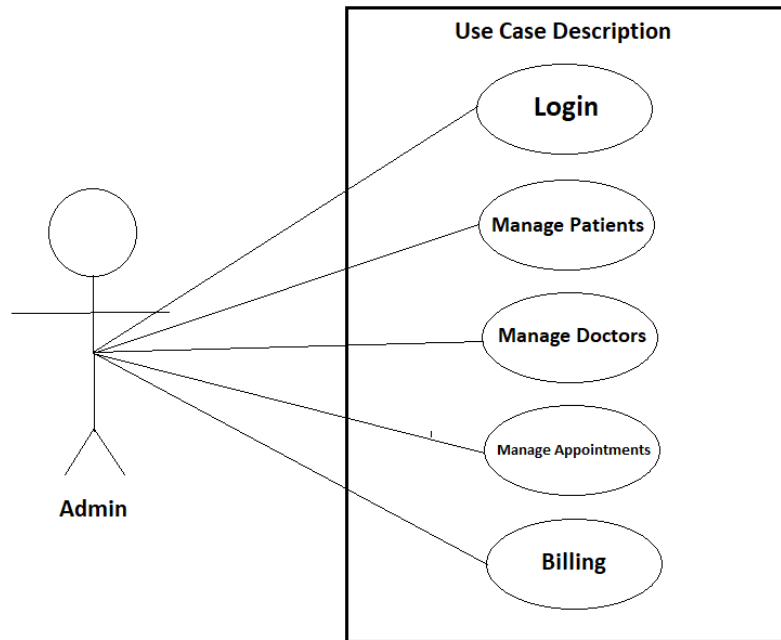 Use Case Description
Login
Manage Patients
Manage Doctors
Manage Appointments
Billing
Admin